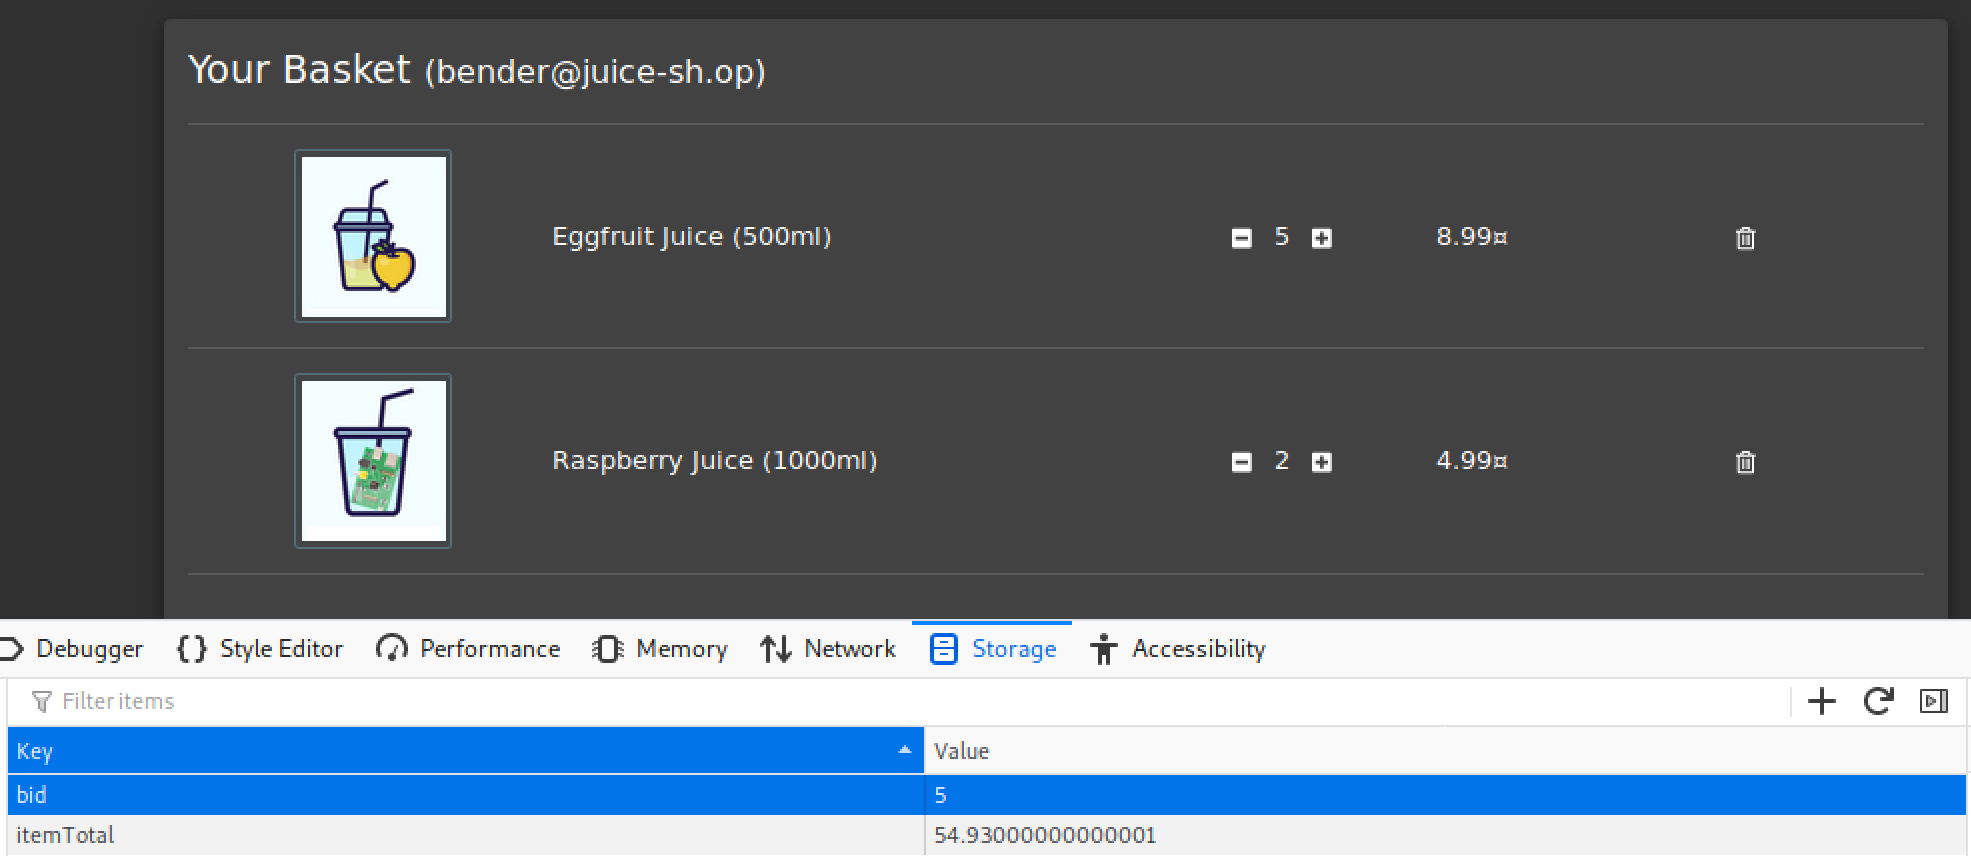 Your Basket (bender@juice-sh.op)
Eggfruit Juice (500ml) 5 8.99¤
Raspberry Juice (1000ml) 2 4.99¤
Debugger Style Editor Performance Memory Network Storage Accessibility
Filter items
Key Value
bid 5
itemTotal 54.93000000000001